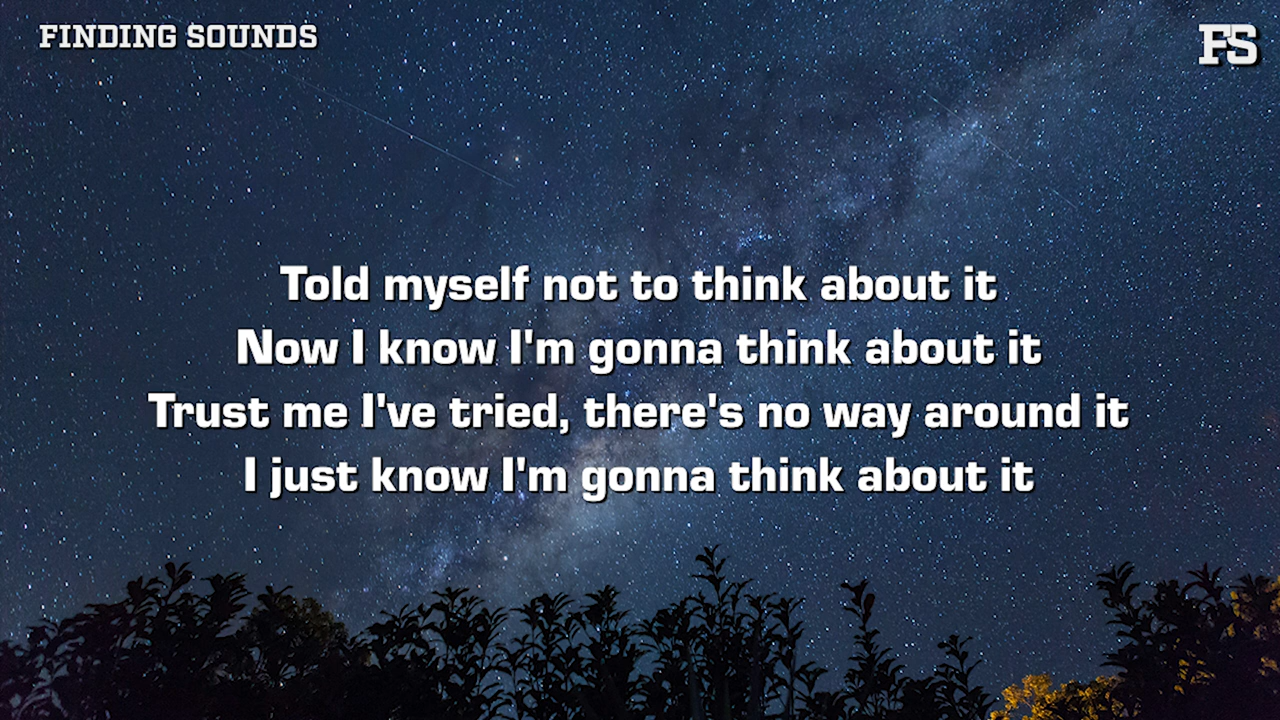 FINDING SOUNDS
FS
Told myself not to think about it
Now I know I'm gonna think about it
Trust me I've tried, there's no way around it
I just know I'm gonna think about it